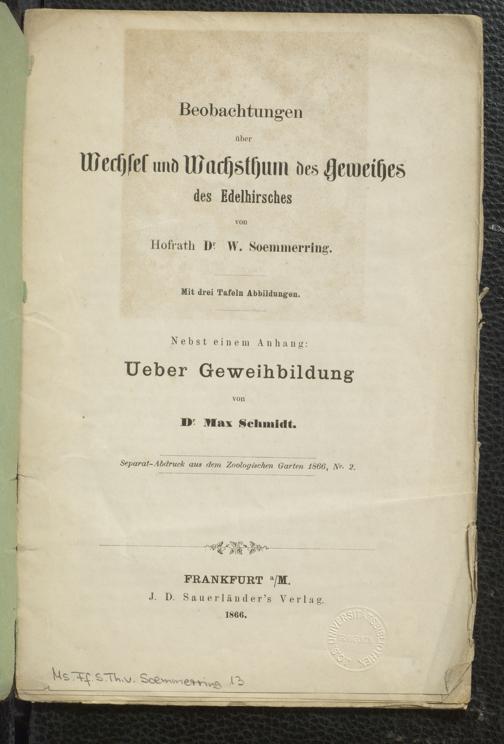 Beobachtungen
über
Wechsel und Wachsthum des Geweihes
des Edelhirsches
von
Hofrath Dr W. Soemmerring.
Mit drei Tafeln Abbildungen.
Nebst einem Anhang:
Ueber Geweihbildung
von
Dr Max Schmidt.
Separat-Abdruck aus dem Zoologischen Garten 1866, Nr. 2.
FRANKFURT a/M.
J. D. Sauerländer's Verlag.
1866.
Ms. Ff. S. Th. v. Soemmerring 13